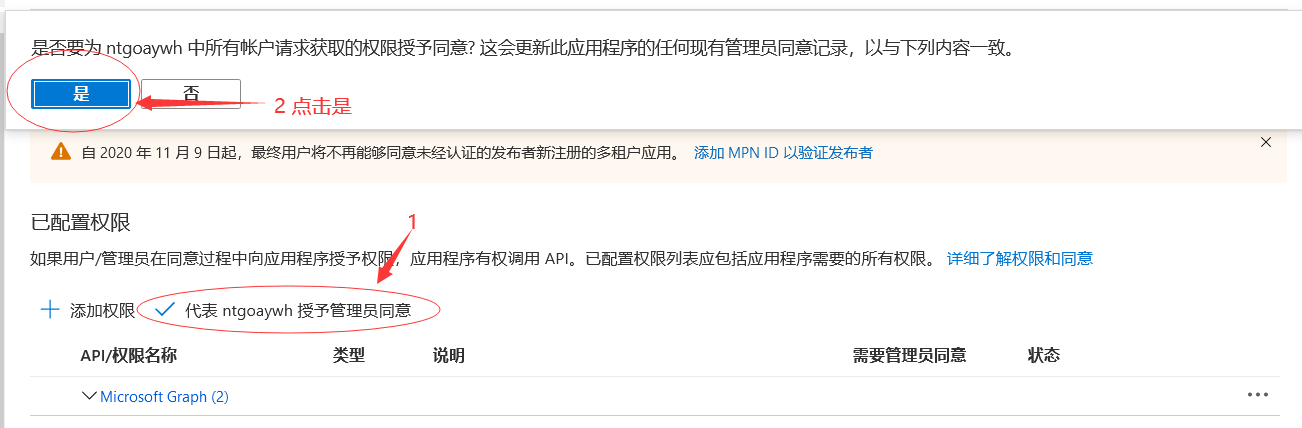 是否要为 ntgoaywh 中所有帐户请求获取的权限授予同意? 这会更新此应用程序的任何现有管理员同意记录，以与下列内容一致。
是 否 2 点击是
自 2020 年 11 月 9 日起，最终用户将不再能够同意未经认证的发布者新注册的多租户应用。 添加 MPN ID 以验证发布者
已配置权限
1
如果用户/管理员在同意过程中向应用程序授予权限，应用程序有权调用 API。已配置权限列表应包括应用程序需要的所有权限。 详细了解权限和同意
添加权限 代表 ntgoaywh 授予管理员同意
API/权限名称 类型 说明 需要管理员同意 状态
Microsoft Graph (2)